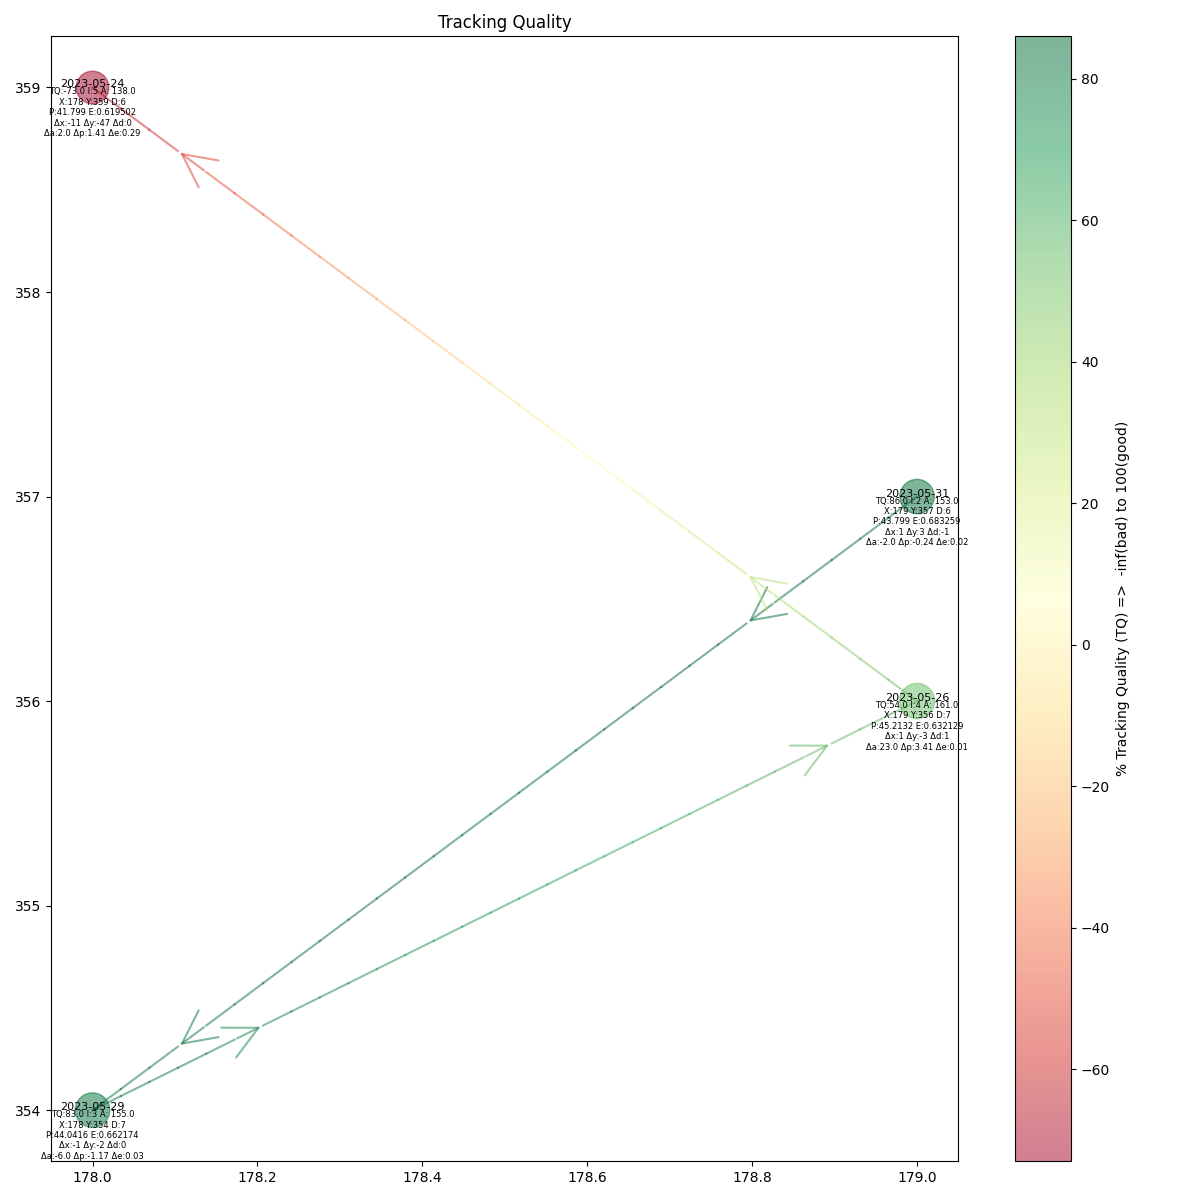 Tracking Quality
359
358
357
356
355
354
178.0
178.2
178.4
178.6
178.8
179.0
2023-05-24
TQ:-73.0 I:5 A: 138.0
X:178 Y:359 D:6
P:41.799 E:0.619502
Δx:-11 Δy:-47 Δd:0
Δa:2.0 Δp:1.41 Δe:0.29
2023-05-31
TQ:86.0 I:2 A: 153.0
X:179 Y:357 D:6
P:43.799 E:0.683259
Δx:1 Δy:3 Δd:-1
Δa:-2.0 Δp:-0.24 Δe:0.02
2023-05-26
TQ:54.0 I:4 A: 161.0
X:179 Y:356 D:7
P:45.2132 E:0.632129
Δx:1 Δy:-3 Δd:1
Δa:23.0 Δp:3.41 Δe:0.01
2023-05-29
TQ:83.0 I:3 A: 155.0
X:178 Y:354 D:7
P:44.0416 E:0.662174
Δx:-1 Δy:-2 Δd:0
Δa:-6.0 Δp:-1.17 Δe:0.03
80
60
40
20
0
−20
−40
−60
% Tracking Quality (TQ) =>  -inf(bad) to 100(good)